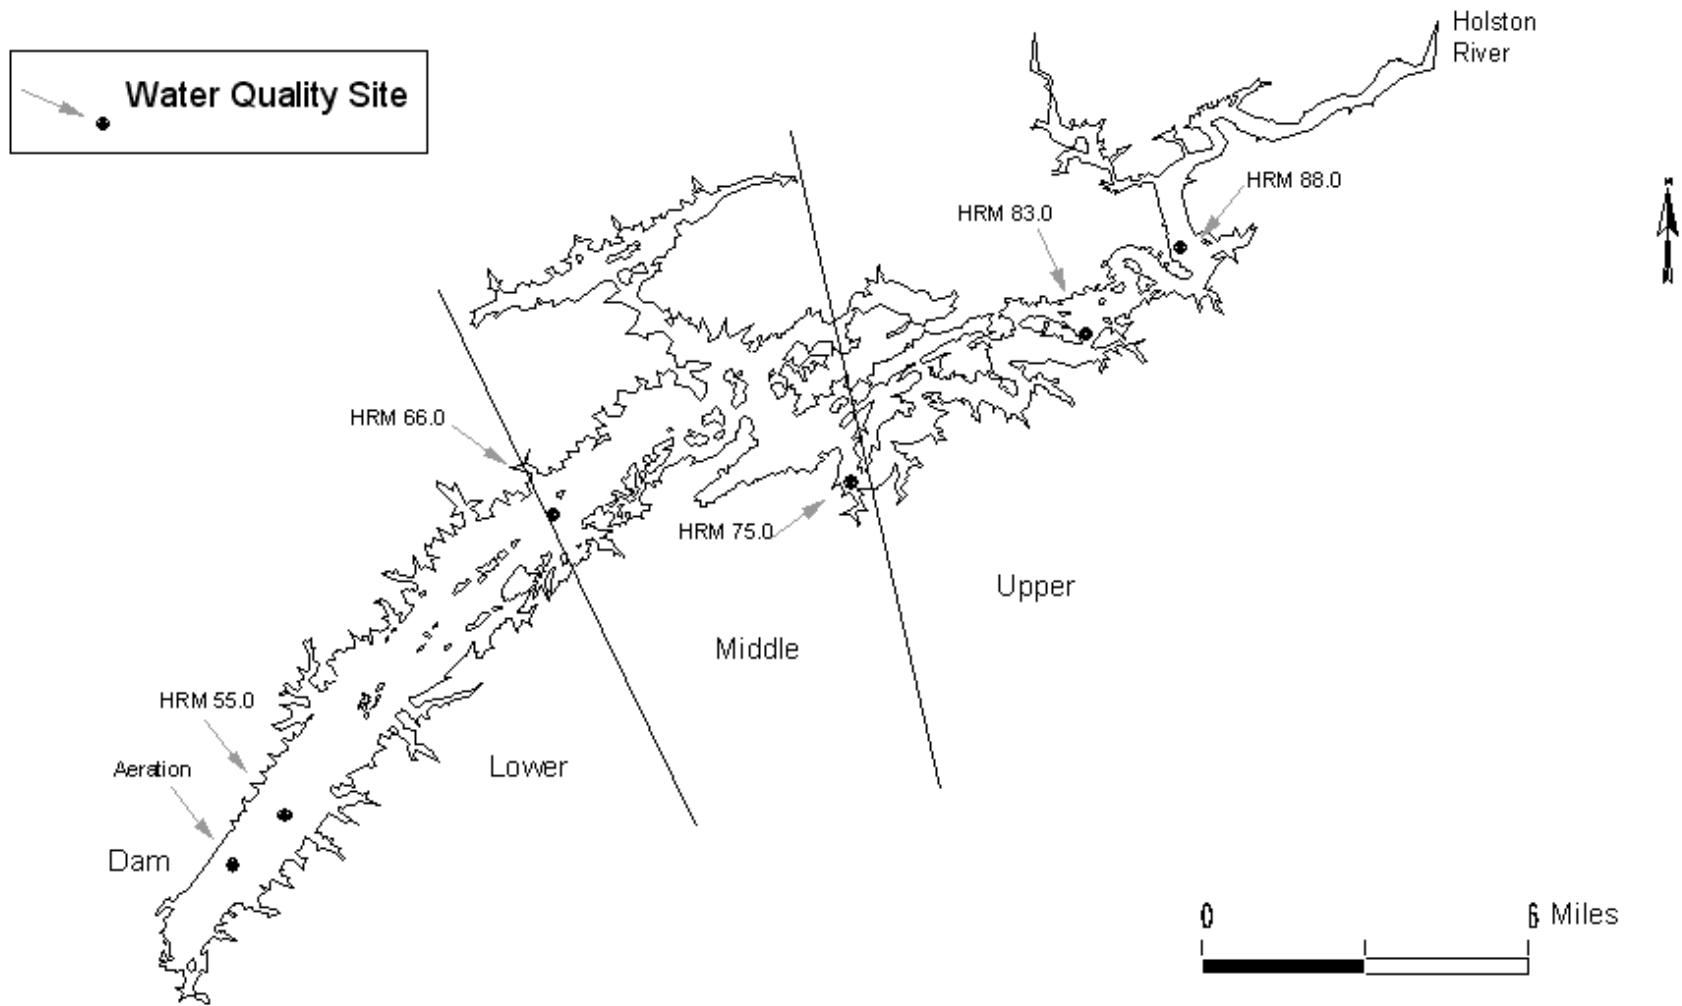 Holston
River
Water Quality Site
HRM 88.0
N
HRM 83.0
HRM 66.0
HRM 75.0
Upper
Middle
HRM 55.0
Lower
Aeration
Dam
0 6 Miles